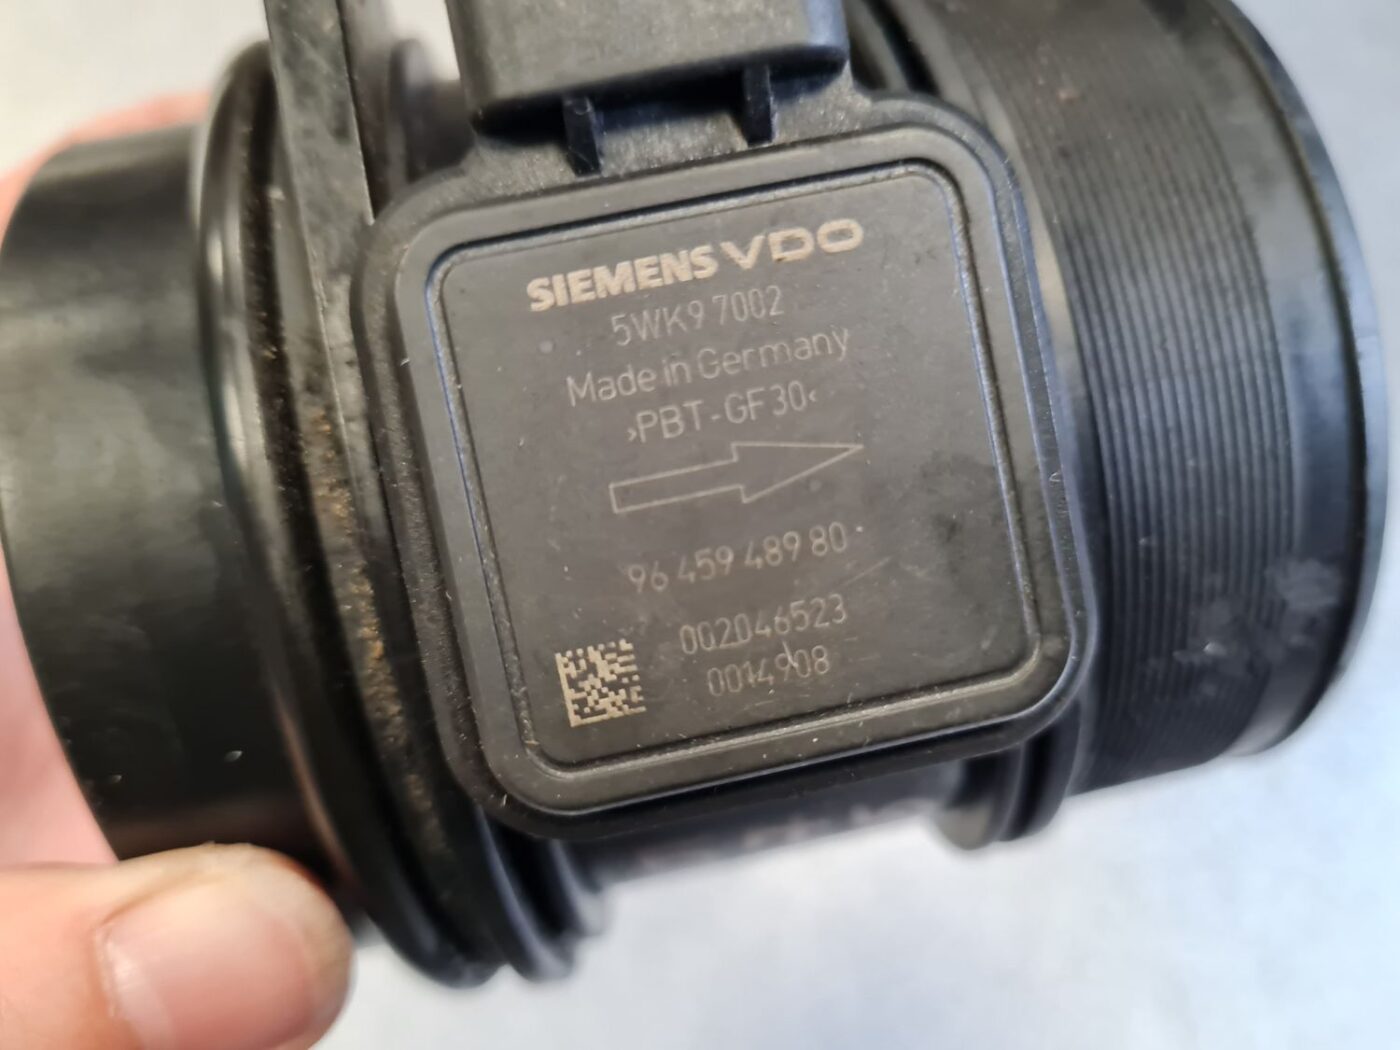 SIEMENS VDO
5WK9 7002
Made in Germany
>PBT-GF30<
96 459 489 80
002046523
0014908